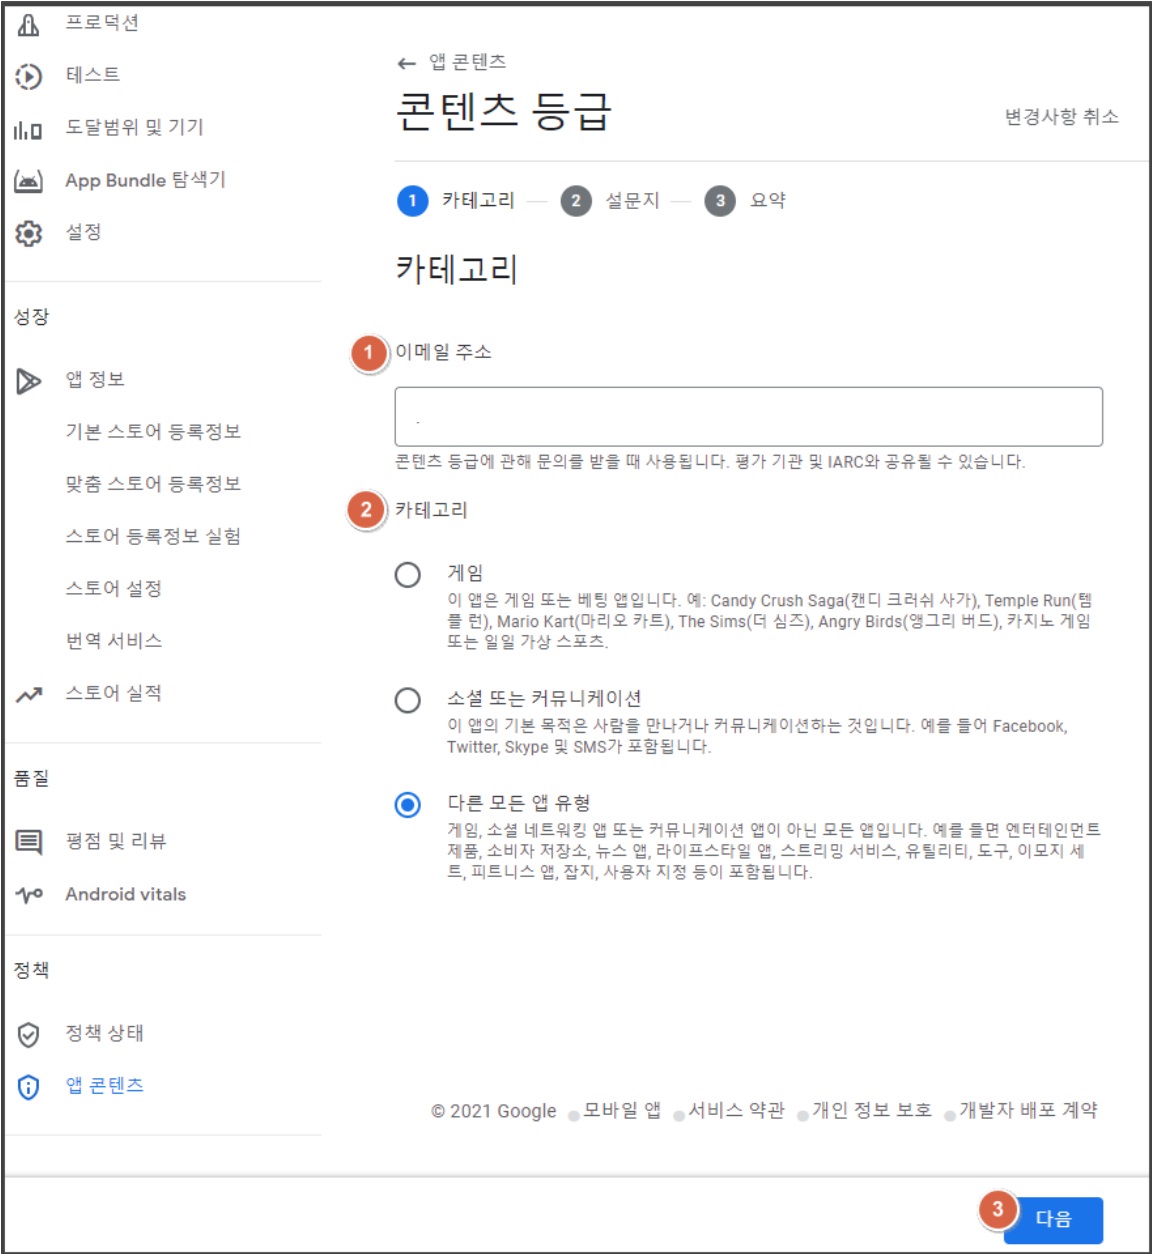 프로덕션
테스트
도달범위 및 기기
App Bundle 탐색기
설정
성장
앱 정보
기본 스토어 등록정보
맞춤 스토어 등록정보
스토어 등록정보 실험
스토어 설정
번역 서비스
스토어 실적
품질
평점 및 리뷰
Android vitals
정책
정책 상태
앱 콘텐츠
← 앱 콘텐츠
콘텐츠 등급
변경사항 취소
1 카테고리 — 2 설문지 — 3 요약
카테고리
1 이메일 주소
.
콘텐츠 등급에 관해 문의를 받을 때 사용됩니다. 평가 기관 및 IARC와 공유될 수 있습니다.
2 카테고리
게임
이 앱은 게임 또는 베팅 앱입니다. 예: Candy Crush Saga(캔디 크러쉬 사가), Temple Run(템
플 런), Mario Kart(마리오 카트), The Sims(더 심즈), Angry Birds(앵그리 버드), 카지노 게임
또는 일일 가상 스포츠.
소셜 또는 커뮤니케이션
이 앱의 기본 목적은 사람을 만나거나 커뮤니케이션하는 것입니다. 예를 들어 Facebook,
Twitter, Skype 및 SMS가 포함됩니다.
다른 모든 앱 유형
게임, 소셜 네트워킹 앱 또는 커뮤니케이션 앱이 아닌 모든 앱입니다. 예를 들면 엔터테인먼트
제품, 소비자 저장소, 뉴스 앱, 라이프스타일 앱, 스트리밍 서비스, 유틸리티, 도구, 이모지 세
트, 피트니스 앱, 잡지, 사용자 지정 등이 포함됩니다.
© 2021 Google 모바일 앱 서비스 약관 개인 정보 보호 개발자 배포 계약
3 다음